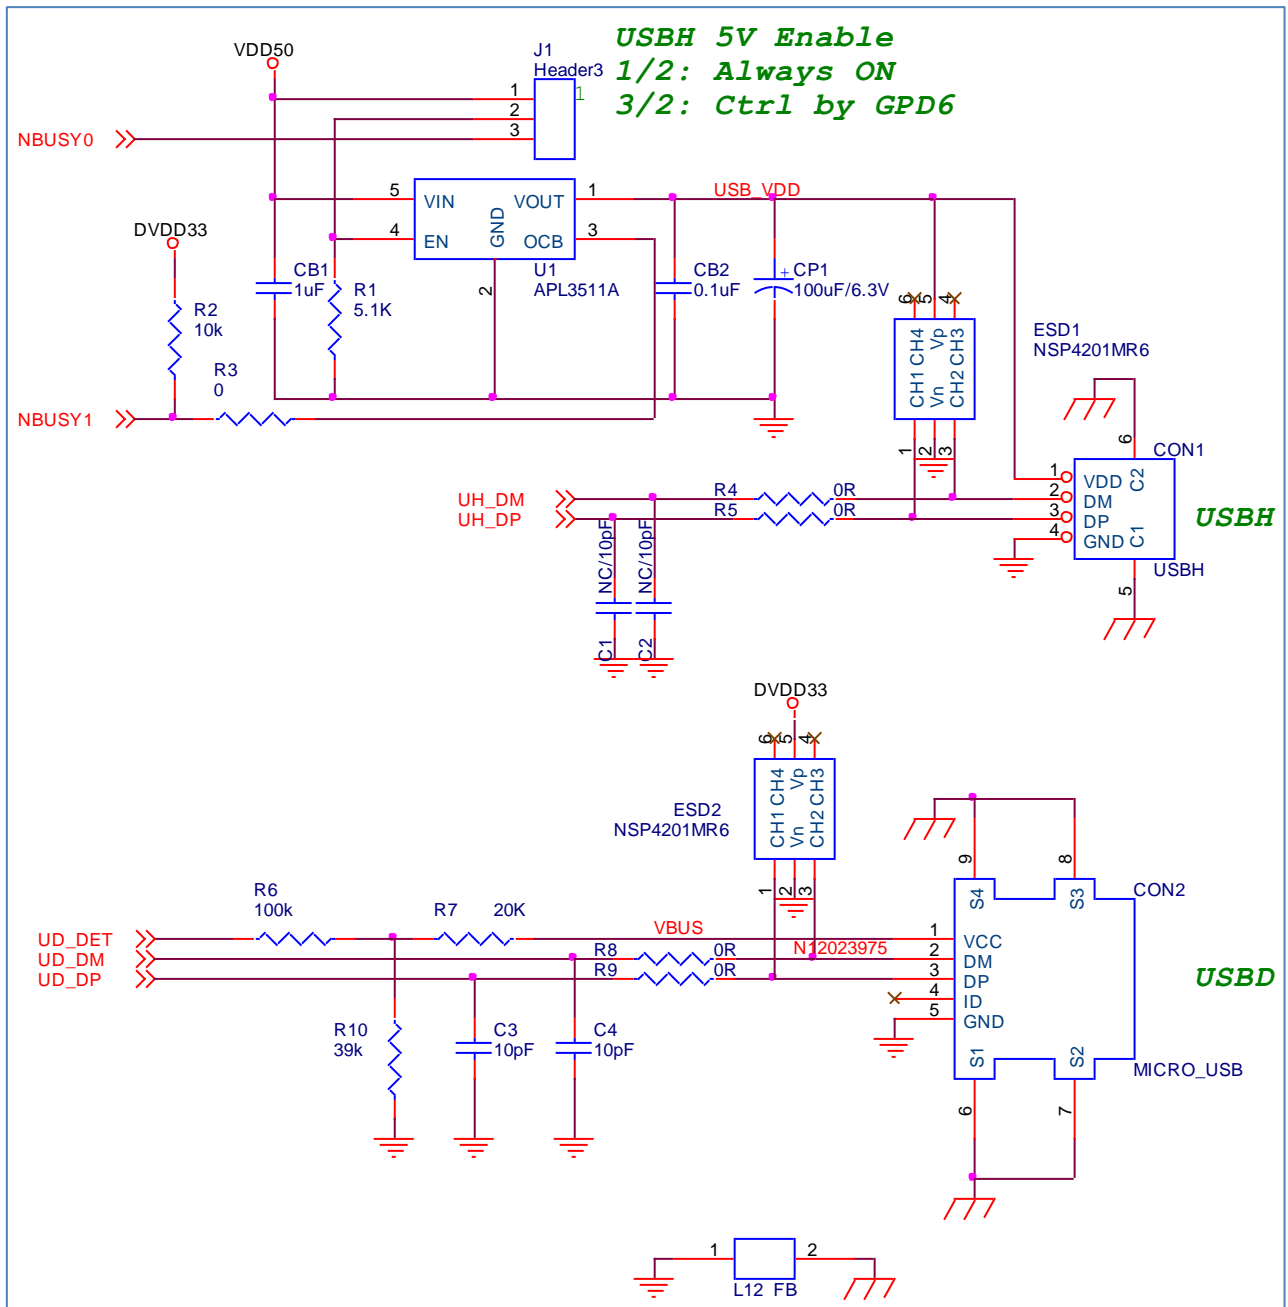 USBH 5V Enable
1/2: Always ON
3/2: Ctrl by GPD6
VDD50
J1
Header3
1
1
2
3
NBUSY0
5
VIN
VOUT
1
USB_VDD
4
EN
GND
OCB
3
DVDD33
U1
APL3511A
2
CB1
1uF
R1
5.1K
CB2
0.1uF
+
CP1
100uF/6.3V
R2
10k
R3
0
NBUSY1
6
5
4
CH1 CH4
Vn Vp
CH2 CH3
1
2
3
ESD1
NSP4201MR6
6
CON1
1
VDD
C2
2
DM
3
DP
4
GND
C1
USBH
USBH
5
UH_DM
R4
0R
UH_DP
R5
0R
NC/10pF
NC/10pF
C1
C2
DVDD33
6
5
4
CH1 CH4
Vn Vp
CH2 CH3
1
2
3
ESD2
NSP4201MR6
9
8
S4
S3
CON2
R6
100k
R7
20K
UD_DET
VBUS
1
VCC
UD_DM
R8
0R
N12023975
2
DM
UD_DP
R9
0R
3
DP
4
ID
5
GND
USBD
R10
39k
C3
10pF
C4
10pF
S1
S2
MICRO_USB
6
7
1
2
L12 FB